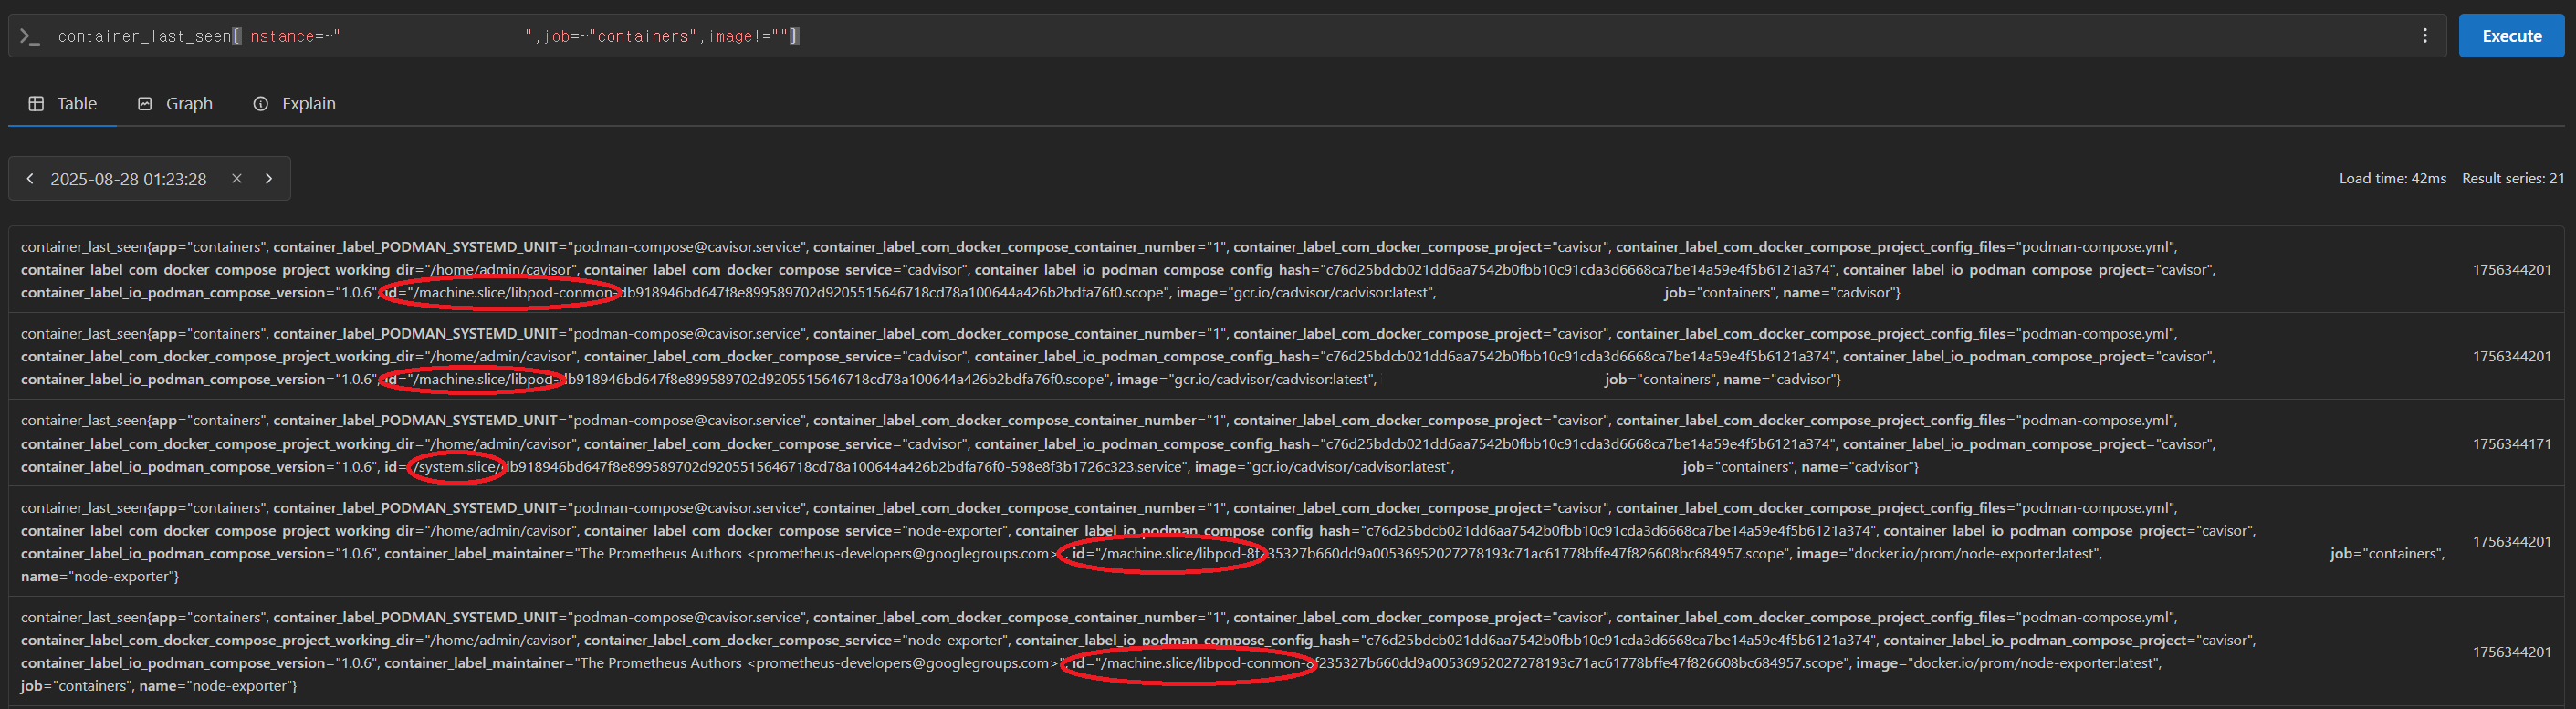 container_last_seen{instance=~"                    ",job=~"containers",image!=""}
Execute
Table Graph Explain
2025-08-28 01:23:28
Load time: 42ms Result series: 21
container_last_seen{app="containers", container_label_PODMAN_SYSTEMD_UNIT="podman-compose@cavisor.service", container_label_com_docker_compose_container_number="1", container_label_com_docker_compose_project="cavisor", container_label_com_docker_compose_project_config_files="podman-compose.yml",
container_label_com_docker_compose_project_working_dir="/home/admin/cavisor", container_label_com_docker_compose_service="cadvisor", container_label_io_podman_compose_config_hash="c76d25bdcb021dd6aa7542b0fbb10c91cda3d6668ca7be14a59e4f5b6121a374", container_label_io_podman_compose_project="cavisor",
1756344201
container_label_io_podman_compose_version="1.0.6", id="/machine.slice/libpod-conmon-db918946bd647f8e899589702d9205515646718cd78a100644a426b2bdfa76f0.scope", image="gcr.io/cadvisor/cadvisor:latest", job="containers", name="cadvisor"}
container_last_seen{app="containers", container_label_PODMAN_SYSTEMD_UNIT="podman-compose@cavisor.service", container_label_com_docker_compose_container_number="1", container_label_com_docker_compose_project="cavisor", container_label_com_docker_compose_project_config_files="podman-compose.yml",
container_label_com_docker_compose_project_working_dir="/home/admin/cavisor", container_label_com_docker_compose_service="cadvisor", container_label_io_podman_compose_config_hash="c76d25bdcb021dd6aa7542b0fbb10c91cda3d6668ca7be14a59e4f5b6121a374", container_label_io_podman_compose_project="cavisor",
1756344201
container_label_io_podman_compose_version="1.0.6", id="/machine.slice/libpod-db918946bd647f8e899589702d9205515646718cd78a100644a426b2bdfa76f0.scope", image="gcr.io/cadvisor/cadvisor:latest", job="containers", name="cadvisor"}
container_last_seen{app="containers", container_label_PODMAN_SYSTEMD_UNIT="podman-compose@cavisor.service", container_label_com_docker_compose_container_number="1", container_label_com_docker_compose_project="cavisor", container_label_com_docker_compose_project_config_files="podman-compose.yml",
container_label_com_docker_compose_project_working_dir="/home/admin/cavisor", container_label_com_docker_compose_service="cadvisor", container_label_io_podman_compose_config_hash="c76d25bdcb021dd6aa7542b0fbb10c91cda3d6668ca7be14a59e4f5b6121a374", container_label_io_podman_compose_project="cavisor",
1756344171
container_label_io_podman_compose_version="1.0.6", id="/system.slice/db918946bd647f8e899589702d9205515646718cd78a100644a426b2bdfa76f0-598e8f3b1726c323.service", image="gcr.io/cadvisor/cadvisor:latest", job="containers", name="cadvisor"}
container_last_seen{app="containers", container_label_PODMAN_SYSTEMD_UNIT="podman-compose@cavisor.service", container_label_com_docker_compose_container_number="1", container_label_com_docker_compose_project="cavisor", container_label_com_docker_compose_project_config_files="podman-compose.yml",
container_label_com_docker_compose_project_working_dir="/home/admin/cavisor", container_label_com_docker_compose_service="node-exporter", container_label_io_podman_compose_config_hash="c76d25bdcb021dd6aa7542b0fbb10c91cda3d6668ca7be14a59e4f5b6121a374", container_label_io_podman_compose_project="cavisor",
1756344201
container_label_io_podman_compose_version="1.0.6", container_label_maintainer="The Prometheus Authors <prometheus-developers@googlegroups.com>", id="/machine.slice/libpod-8f235327b660dd9a00536952027278193c71ac61778bffe47f826608bc684957.scope", image="docker.io/prom/node-exporter:latest", job="containers",
name="node-exporter"}
container_last_seen{app="containers", container_label_PODMAN_SYSTEMD_UNIT="podman-compose@cavisor.service", container_label_com_docker_compose_container_number="1", container_label_com_docker_compose_project="cavisor", container_label_com_docker_compose_project_config_files="podman-compose.yml",
container_label_com_docker_compose_project_working_dir="/home/admin/cavisor", container_label_com_docker_compose_service="node-exporter", container_label_io_podman_compose_config_hash="c76d25bdcb021dd6aa7542b0fbb10c91cda3d6668ca7be14a59e4f5b6121a374", container_label_io_podman_compose_project="cavisor",
1756344201
container_label_io_podman_compose_version="1.0.6", container_label_maintainer="The Prometheus Authors <prometheus-developers@googlegroups.com>", id="/machine.slice/libpod-conmon-8f235327b660dd9a00536952027278193c71ac61778bffe47f826608bc684957.scope", image="docker.io/prom/node-exporter:latest",
job="containers", name="node-exporter"}